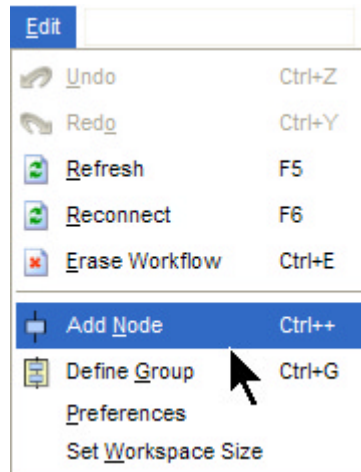 Edit
Undo Ctrl+Z
Redo Ctrl+Y
Refresh F5
Reconnect F6
Erase Workflow Ctrl+E
Add Node Ctrl++
Define Group Ctrl+G
Preferences
Set Workspace Size